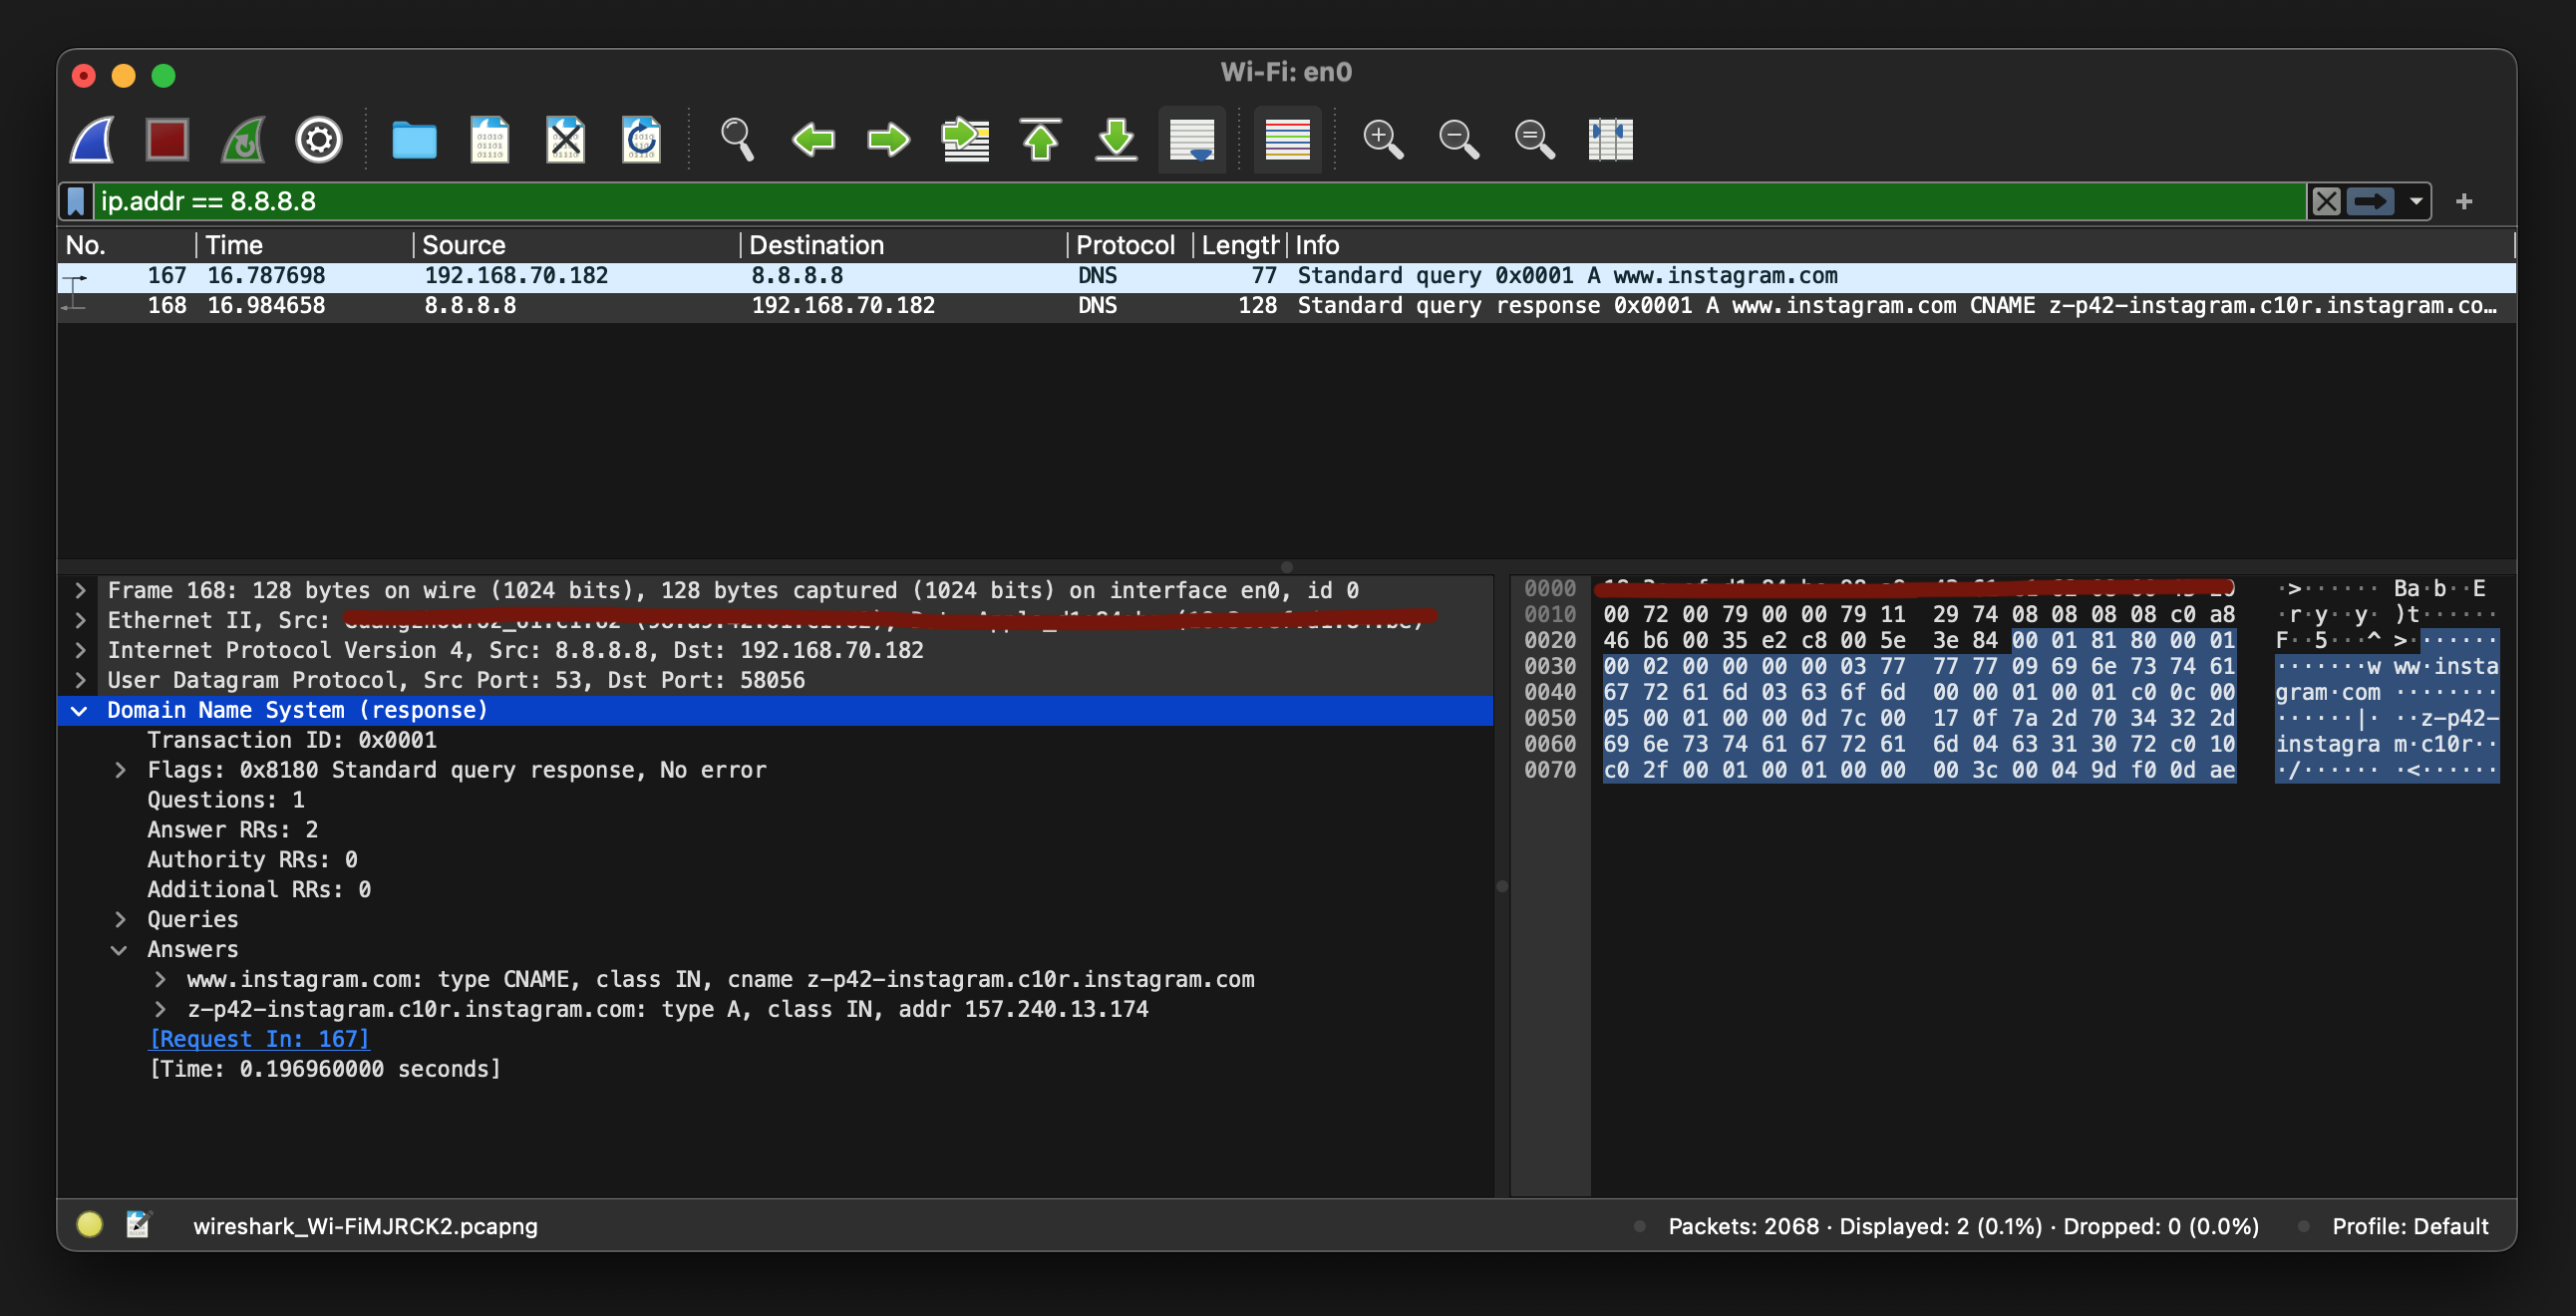 Wi-Fi: en0
ip.addr == 8.8.8.8
No. Time Source Destination Protocol Length Info
167 16.787698 192.168.70.182 8.8.8.8 DNS 77 Standard query 0x0001 A www.instagram.com
168 16.984658 8.8.8.8 192.168.70.182 DNS 128 Standard query response 0x0001 A www.instagram.com CNAME z-p42-instagram.c10r.instagram.co…
Frame 168: 128 bytes on wire (1024 bits), 128 bytes captured (1024 bits) on interface en0, id 0
Ethernet II, Src:
Internet Protocol Version 4, Src: 8.8.8.8, Dst: 192.168.70.182
User Datagram Protocol, Src Port: 53, Dst Port: 58056
Domain Name System (response)
Transaction ID: 0x0001
Flags: 0x8180 Standard query response, No error
Questions: 1
Answer RRs: 2
Authority RRs: 0
Additional RRs: 0
Queries
Answers
www.instagram.com: type CNAME, class IN, cname z-p42-instagram.c10r.instagram.com
z-p42-instagram.c10r.instagram.com: type A, class IN, addr 157.240.13.174
[Request In: 167]
[Time: 0.196960000 seconds]
0000 ·>······ Ba·b··E
0010 00 72 00 79 00 00 79 11 29 74 08 08 08 08 c0 a8 ·r·y··y· )t······
0020 46 b6 00 35 e2 c8 00 5e 3e 84 00 01 81 80 00 01 F··5···^ >·······
0030 00 02 00 00 00 00 03 77 77 77 09 69 6e 73 74 61 ·······w ww·insta
0040 67 72 61 6d 03 63 6f 6d 00 00 01 00 01 c0 0c 00 gram·com ········
0050 05 00 01 00 00 0d 7c 00 17 0f 7a 2d 70 34 32 2d ······|· ··z-p42-
0060 69 6e 73 74 61 67 72 61 6d 04 63 31 30 72 c0 10 instagra m·c10r··
0070 c0 2f 00 01 00 01 00 00 00 3c 00 04 9d f0 0d ae ·/······ ·<······
wireshark_Wi-FiMJRCK2.pcapng
Packets: 2068 · Displayed: 2 (0.1%) · Dropped: 0 (0.0%)
Profile: Default